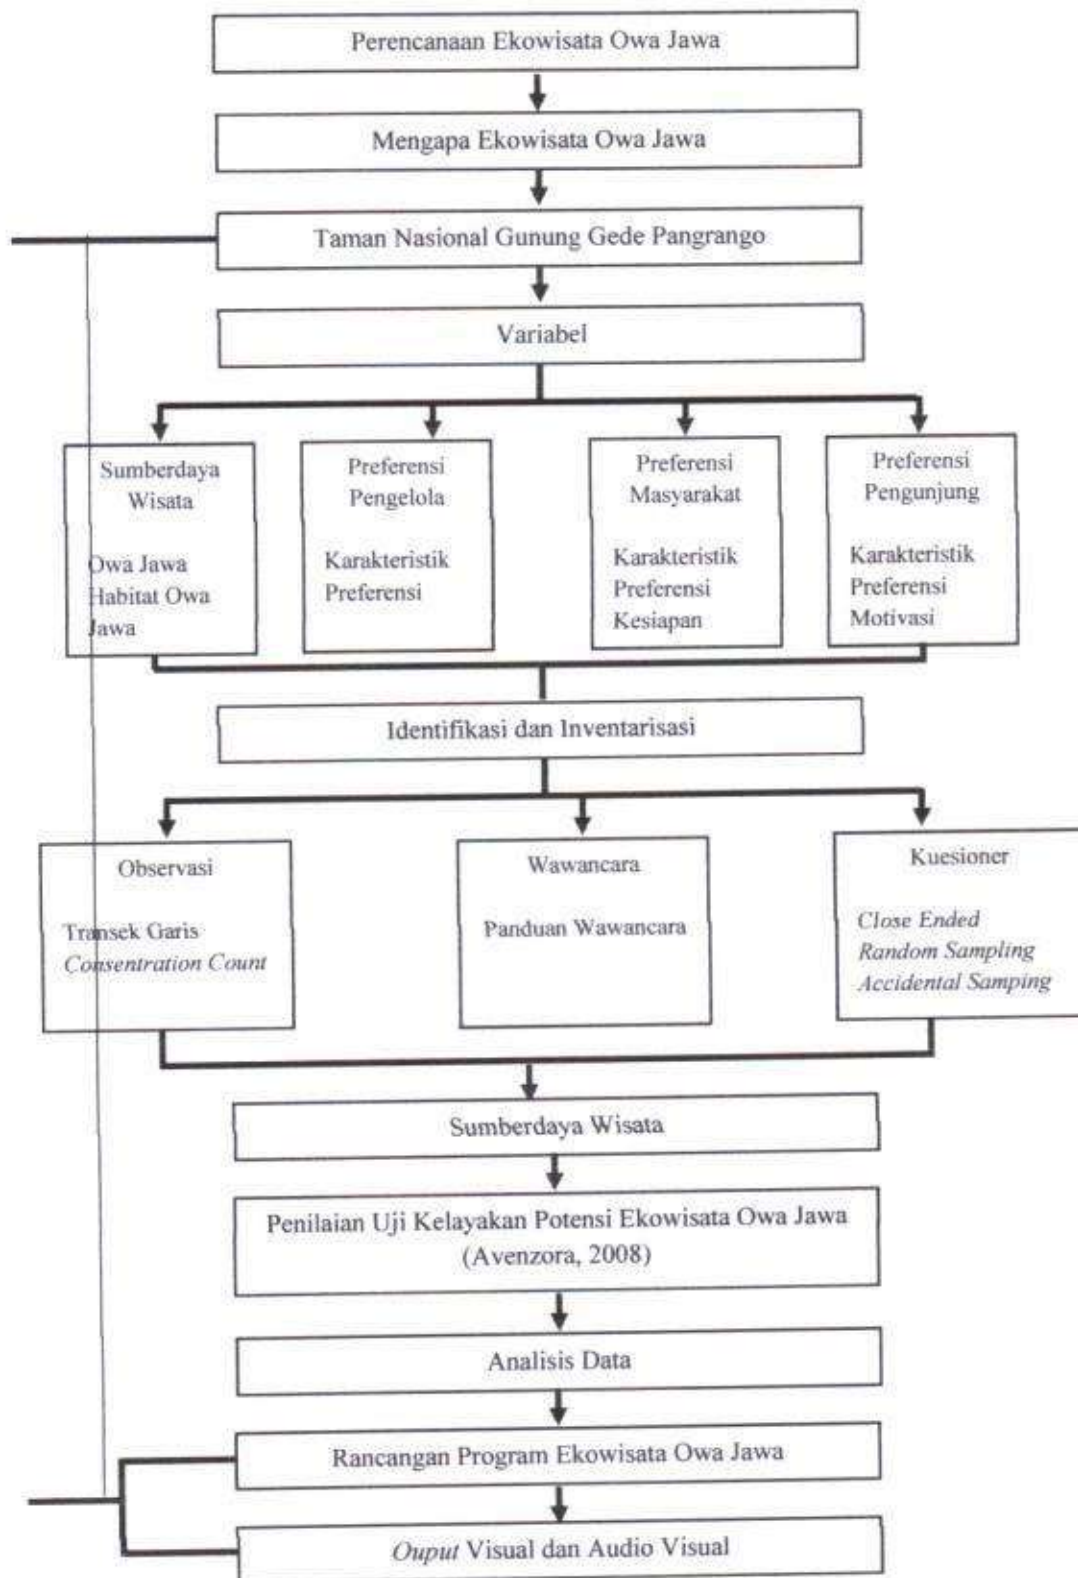 Perencanaan Ekowisata Owa Jawa
Mengapa Ekowisata Owa Jawa
Taman Nasional Gunung Gede Pangrango
Variabel
Sumberdaya
Wisata
Owa Jawa
Habitat Owa
Jawa
Preferensi
Pengelola
Karakteristik
Preferensi
Preferensi
Masyarakat
Karakteristik
Preferensi
Kesiapan
Preferensi
Pengunjung
Karakteristik
Preferensi
Motivasi
Identifikasi dan Inventarisasi
Observasi
Transek Garis
Consentration Count
Wawancara
Panduan Wawancara
Kuesioner
Close Ended
Random Sampling
Accidental Samping
Sumberdaya Wisata
Penilaian Uji Kelayakan Potensi Ekowisata Owa Jawa
(Avenzora, 2008)
Analisis Data
Rancangan Program Ekowisata Owa Jawa
Ouput Visual dan Audio Visual